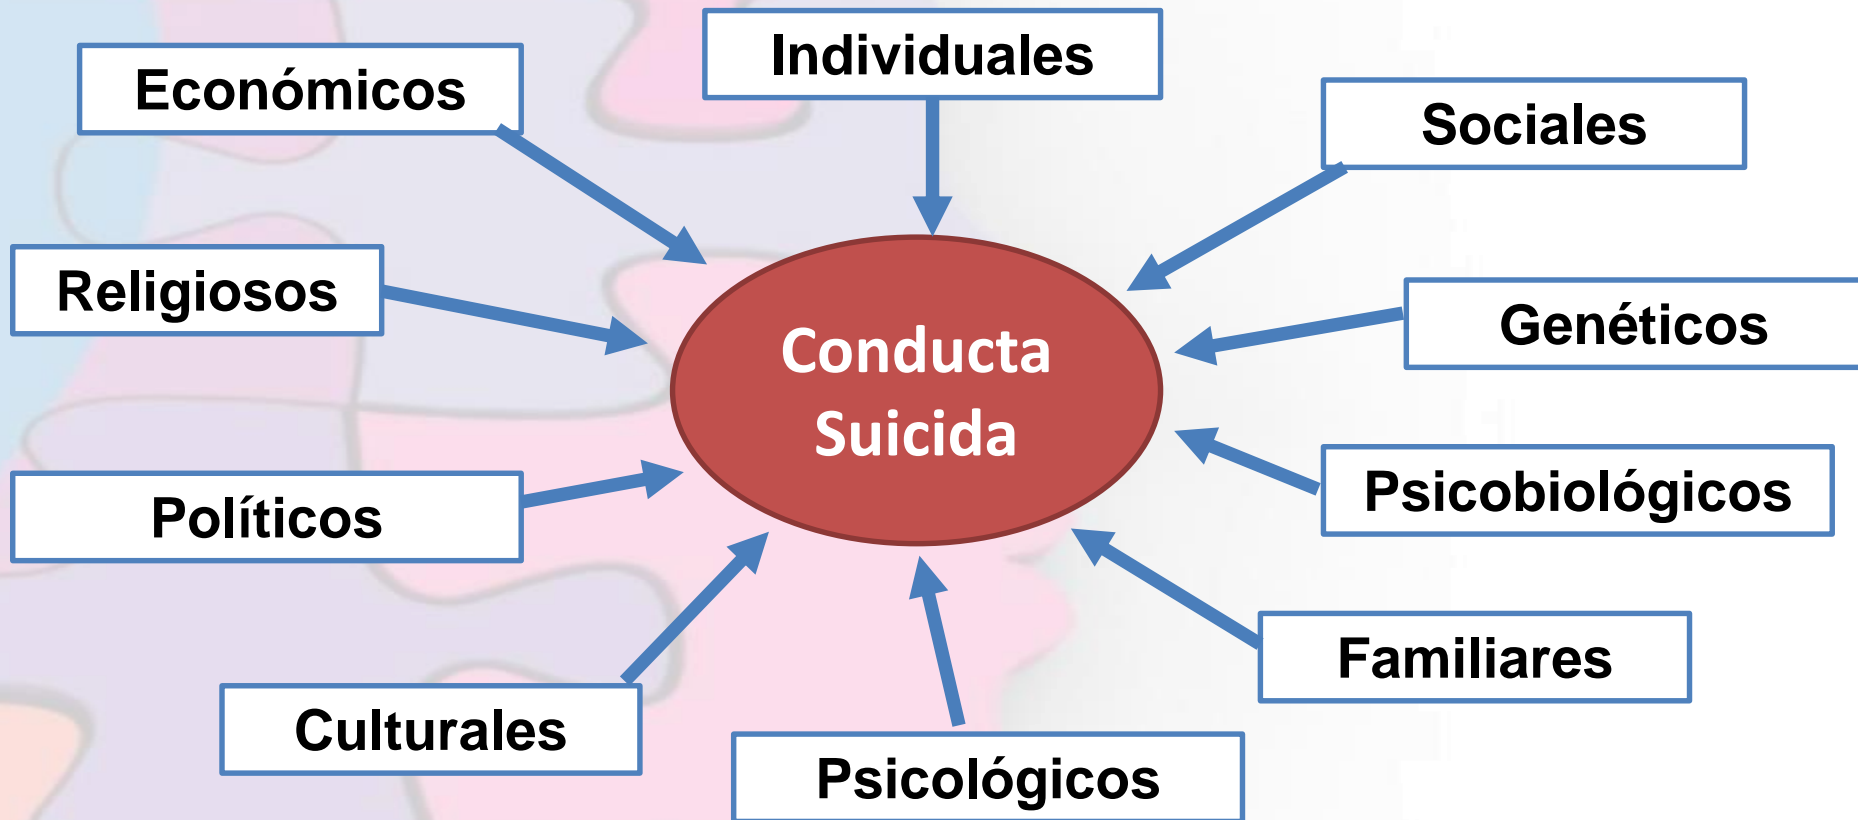 Individuales
Económicos
Sociales
Religiosos
Genéticos
Conducta
Suicida
Políticos
Psicobiológicos
Familiares
Culturales
Psicológicos